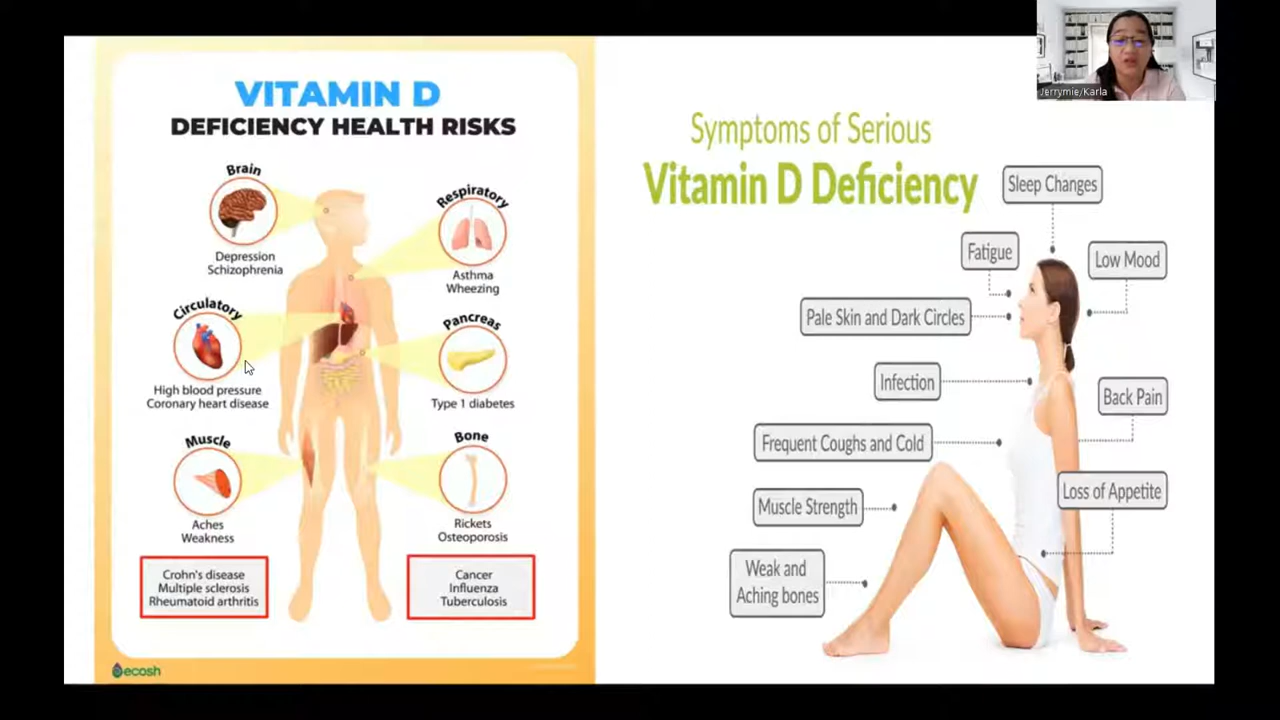 VITAMIN D
DEFICIENCY HEALTH RISKS
Brain
Depression
Schizophrenia
Respiratory
Asthma
Wheezing
Circulatory
High blood pressure
Coronary heart disease
Pancreas
Type 1 diabetes
Muscle
Aches
Weakness
Bone
Rickets
Osteoporosis
Crohn's disease
Multiple sclerosis
Rheumatoid arthritis
Cancer
Influenza
Tuberculosis
ecosh
Symptoms of Serious
Vitamin D Deficiency
Sleep Changes
Fatigue
Low Mood
Pale Skin and Dark Circles
Infection
Back Pain
Frequent Coughs and Cold
Loss of Appetite
Muscle Strength
Weak and
Aching bones
Jerrymie/Karla